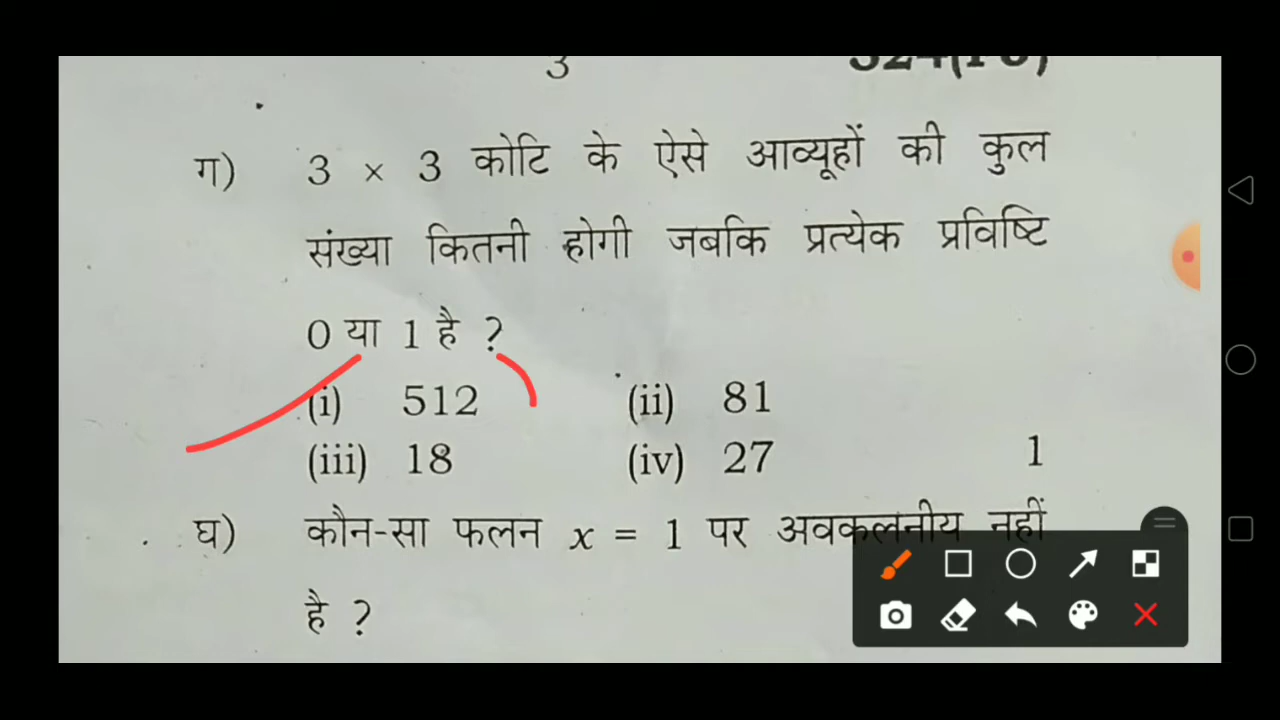 3
ग) 3 × 3 कोटि के ऐसे आव्यूहों की कुल
संख्या कितनी होगी जबकि प्रत्येक प्रविष्टि
0 या 1 है ?
(i) 512 (ii) 81
(iii) 18 (iv) 27 1
घ) कौन-सा फलन x = 1 पर अवकलनीय नहीं
है ?